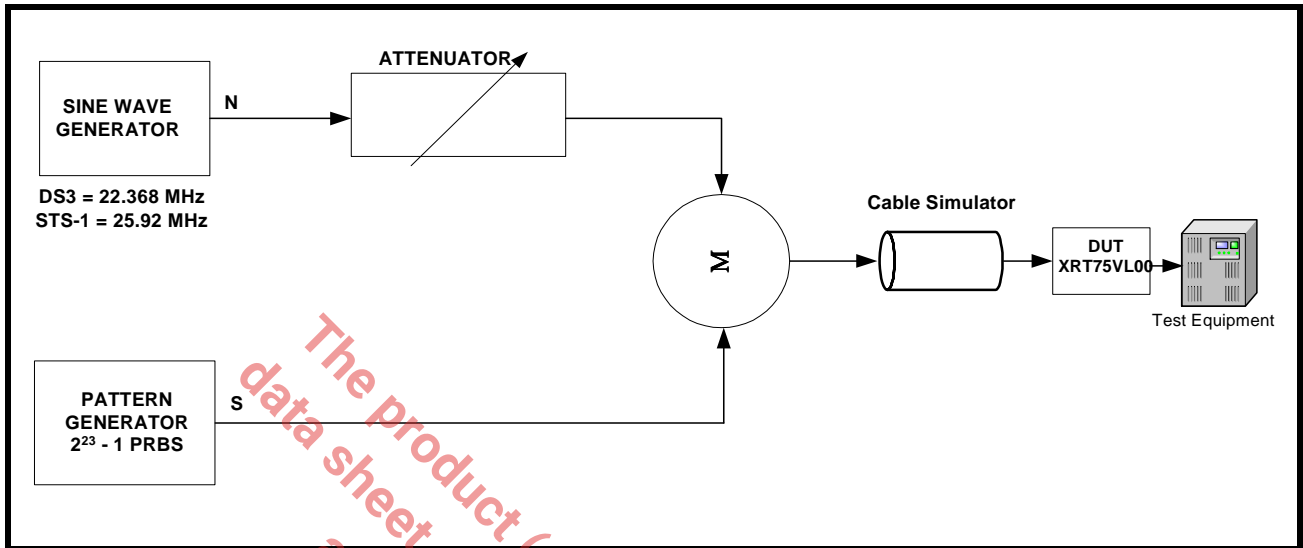 ATTENUATOR
SINE WAVE
GENERATOR
N
DS3 = 22.368 MHz
STS-1 = 25.92 MHz
M
Cable Simulator
DUT
XRT75VL00
Test Equipment
PATTERN
GENERATOR
2²³ - 1 PRBS
S
The product (
data sheet